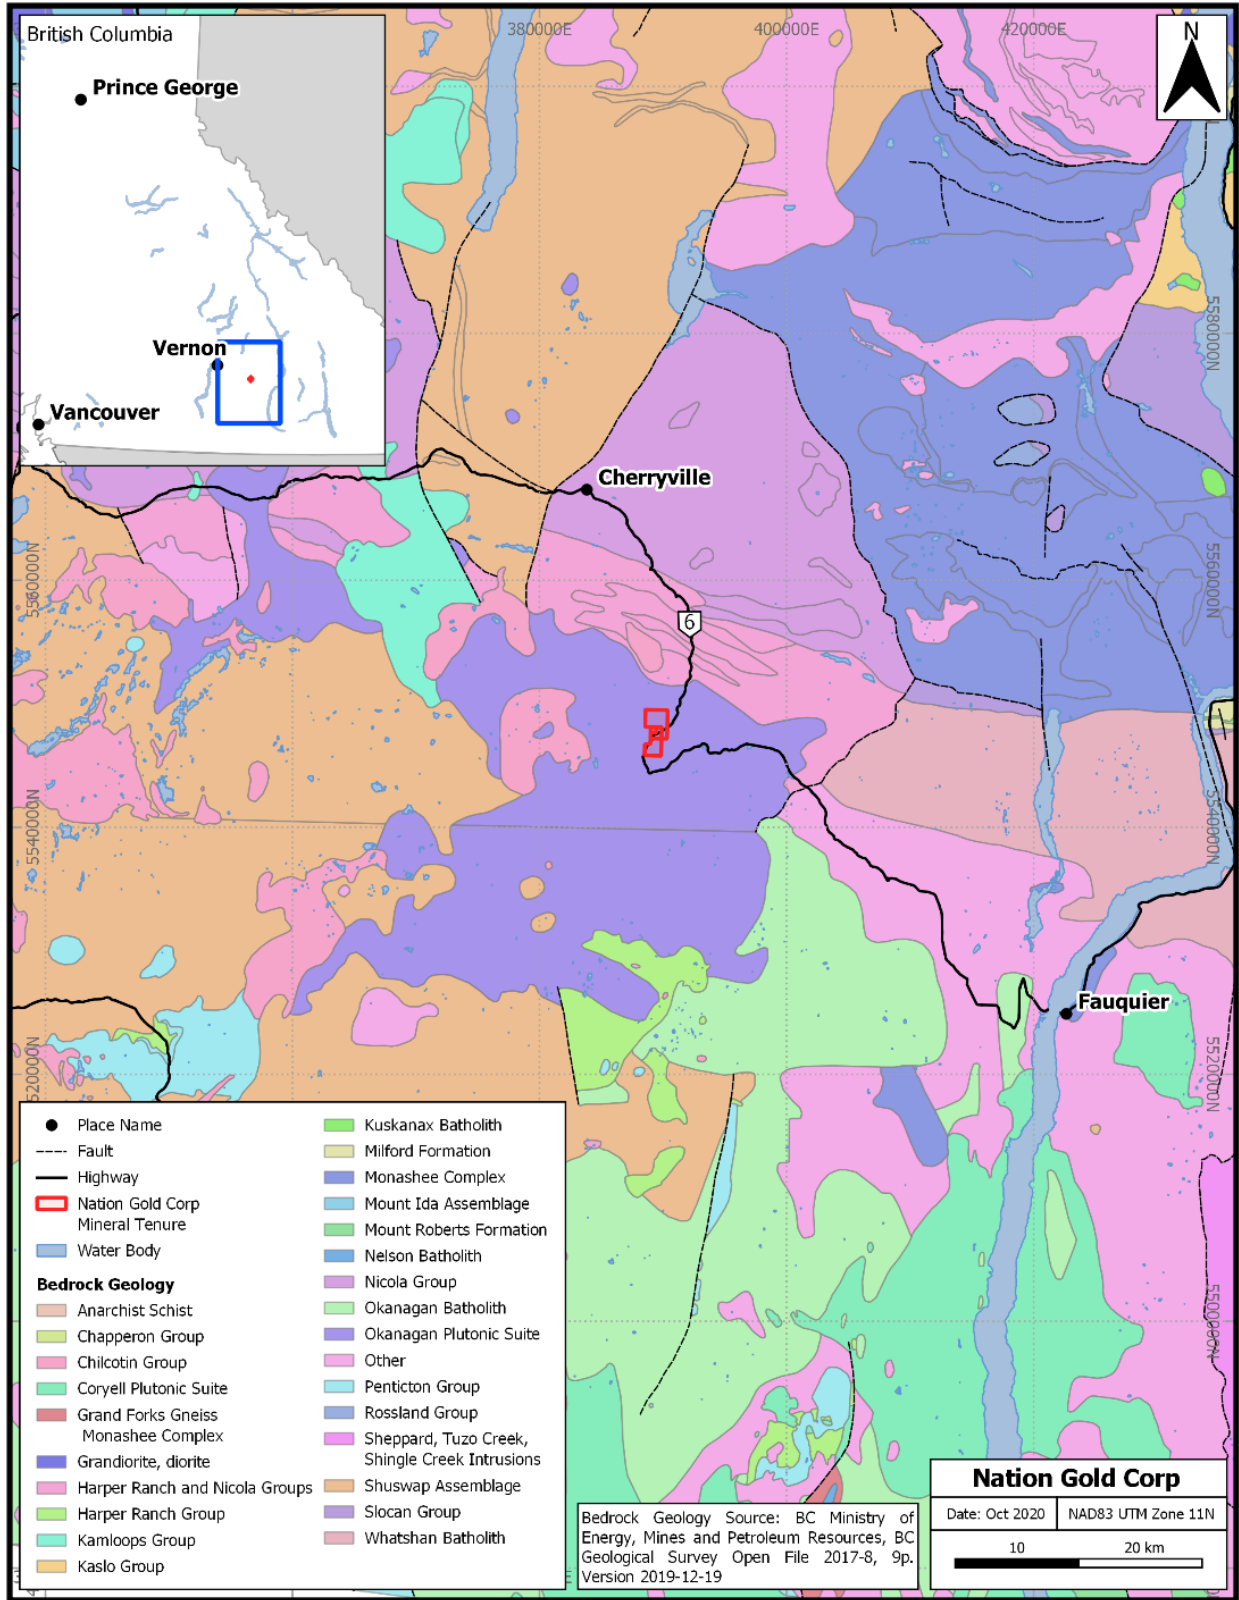 British Columbia
Prince George
Vernon
Vancouver
380000E
400000E
420000E
N
5580000N
Cherryville
5560000N
5560000N
6
5540000N
5540000N
Fauquier
520000N
5520000N
5500000N
Place Name
Fault
Highway
Nation Gold Corp
Mineral Tenure
Water Body
Bedrock Geology
Anarchist Schist
Chapperon Group
Chilcotin Group
Coryell Plutonic Suite
Grand Forks Gneiss
Monashee Complex
Grandiorite, diorite
Harper Ranch and Nicola Groups
Harper Ranch Group
Kamloops Group
Kaslo Group
Kuskanax Batholith
Milford Formation
Monashee Complex
Mount Ida Assemblage
Mount Roberts Formation
Nelson Batholith
Nicola Group
Okanagan Batholith
Okanagan Plutonic Suite
Other
Penticton Group
Rossland Group
Sheppard, Tuzo Creek,
Shingle Creek Intrusions
Shuswap Assemblage
Slocan Group
Whatshan Batholith
Bedrock Geology Source: BC Ministry of
Energy, Mines and Petroleum Resources, BC
Geological Survey Open File 2017-8, 9p.
Version 2019-12-19
Nation Gold Corp
Date: Oct 2020
NAD83 UTM Zone 11N
10
20 km